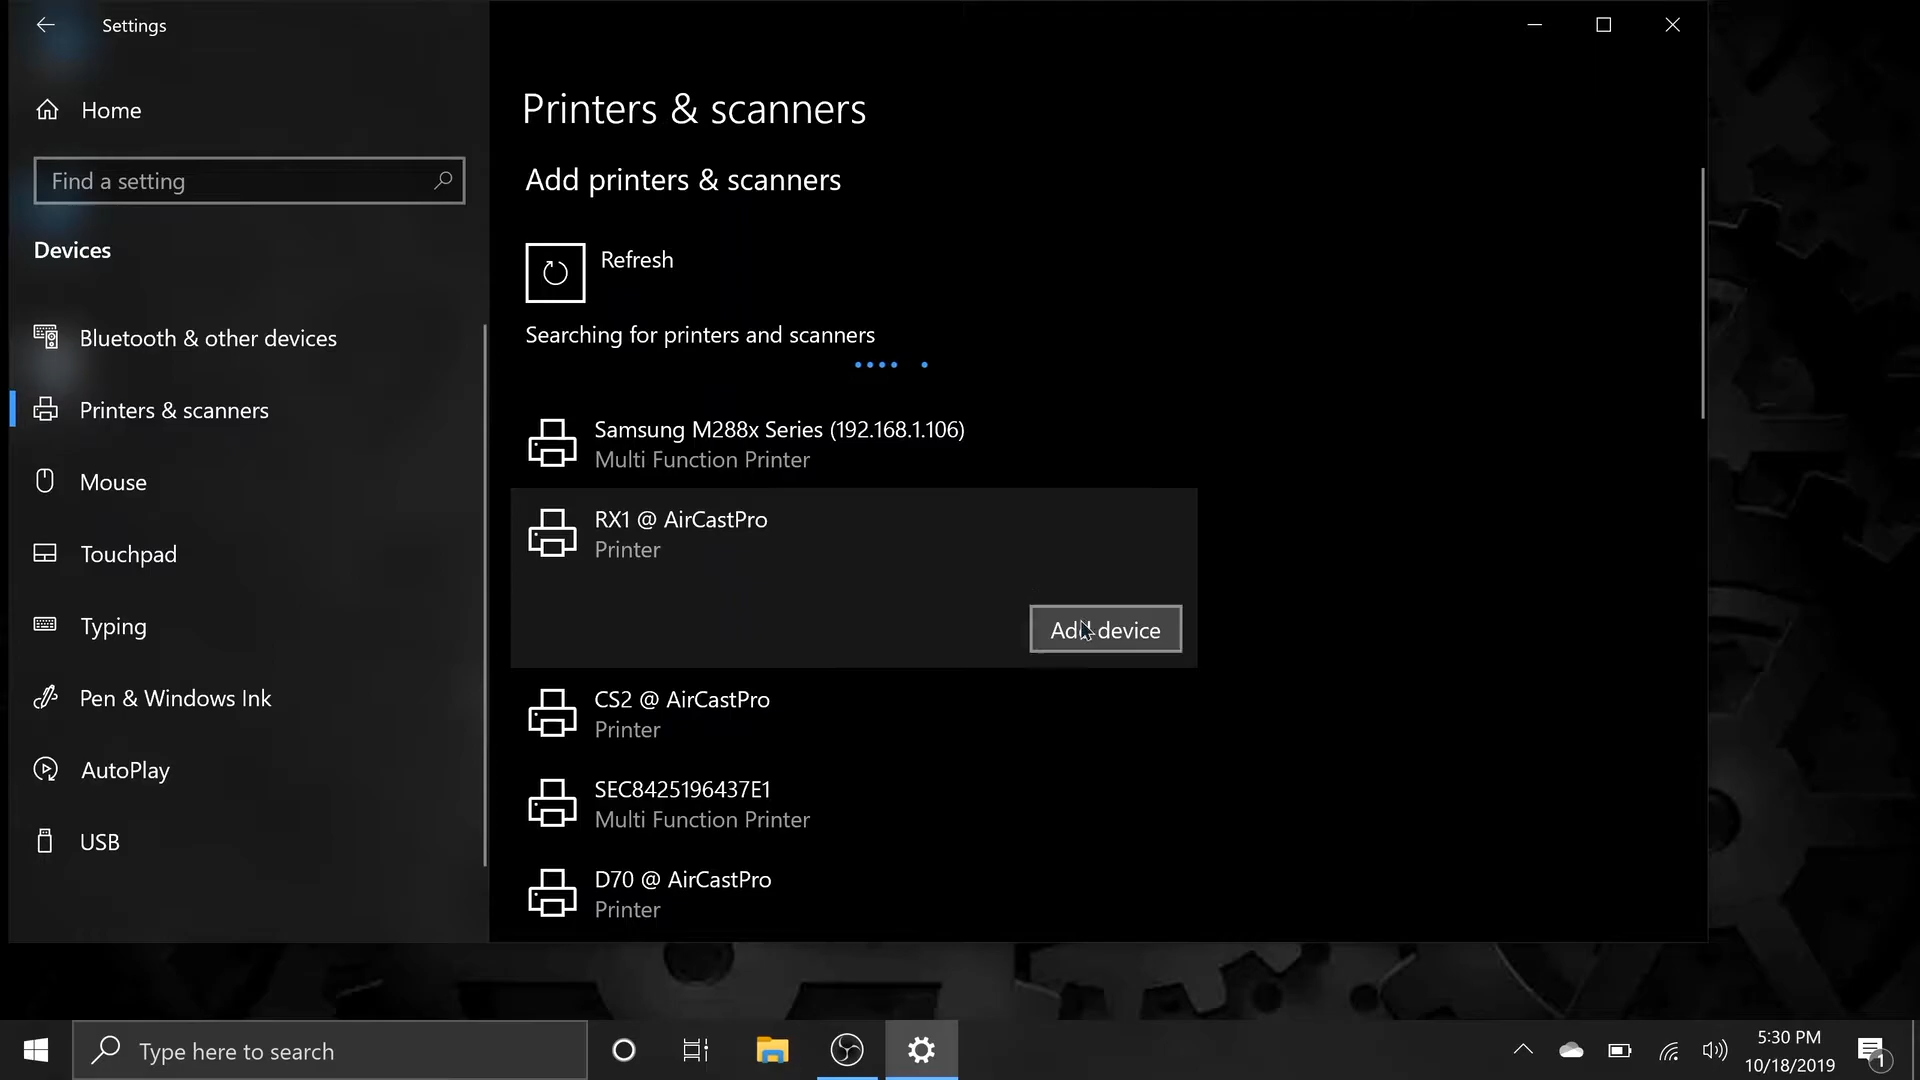 Settings
Home
Find a setting
Devices
Bluetooth & other devices
Printers & scanners
Mouse
Touchpad
Typing
Pen & Windows Ink
AutoPlay
USB
Printers & scanners
Add printers & scanners
Refresh
Searching for printers and scanners
Samsung M288x Series (192.168.1.106)
Multi Function Printer
RX1 @ AirCastPro
Printer
Add device
CS2 @ AirCastPro
Printer
SEC8425196437E1
Multi Function Printer
D70 @ AirCastPro
Printer
Type here to search
5:30 PM
10/18/2019
1